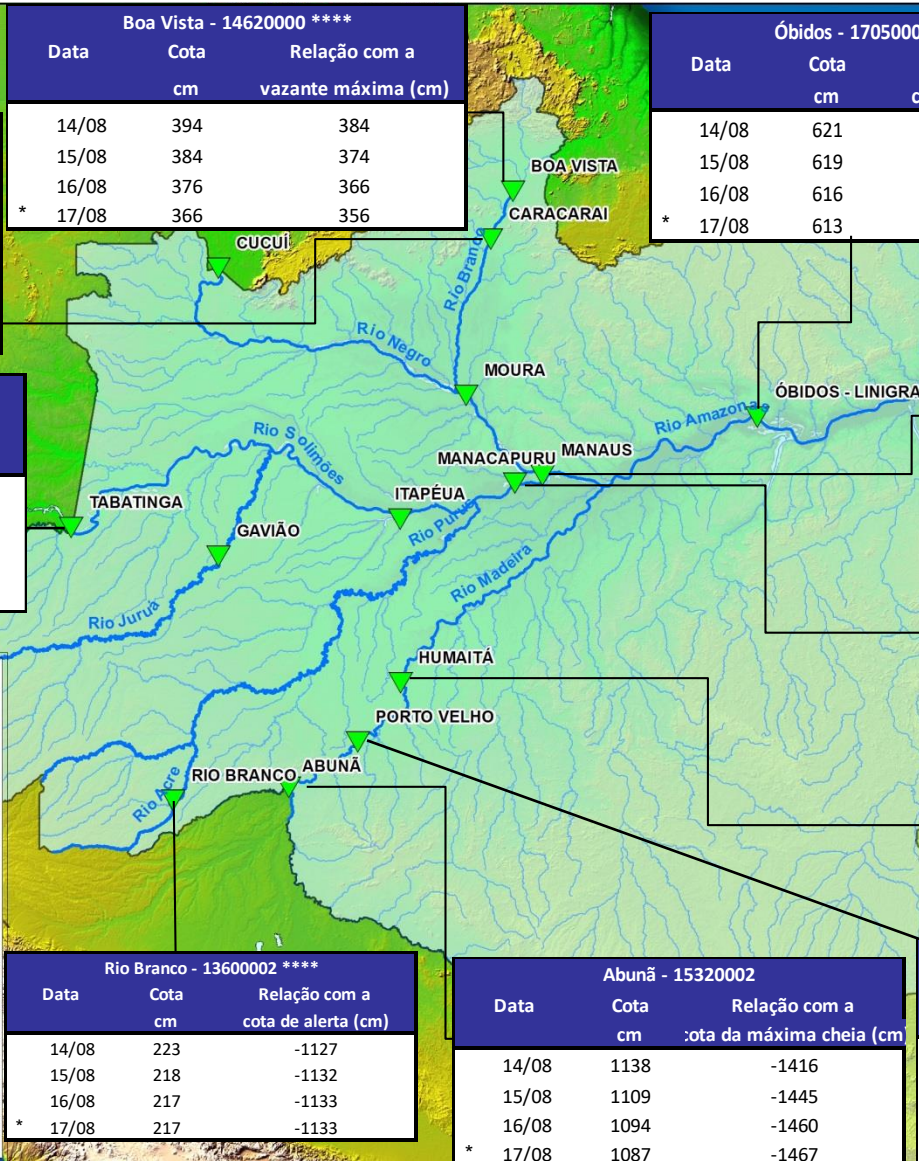 Boa Vista - 14620000 ****
Data Cota Relação com a
cm vazante máxima (cm)
14/08 394 384
15/08 384 374
16/08 376 366
* 17/08 366 356
Óbidos - 1705000
Data Cota
cm c
14/08 621
15/08 619
16/08 616
* 17/08 613
BOA VISTA
CARACARAI
CUCUÍ
Rio Branco
Rio Negro
MOURA
ÓBIDOS - LINIGRA
Rio Amazonas
Rio Solimões
MANACAPURU
MANAUS
TABATINGA
ITAPÉUA
GAVIÃO
Rio Purus
Rio Madeira
Rio Juruá
HUMAITÁ
PORTO VELHO
ABUNÃ
RIO BRANCO
Rio Acre
Rio Branco - 13600002 ****
Data Cota Relação com a
cm cota de alerta (cm)
14/08 223 -1127
15/08 218 -1132
16/08 217 -1133
* 17/08 217 -1133
Abunã - 15320002
Data Cota Relação com a
cm cota da máxima cheia (cm)
14/08 1138 -1416
15/08 1109 -1445
16/08 1094 -1460
* 17/08 1087 -1467